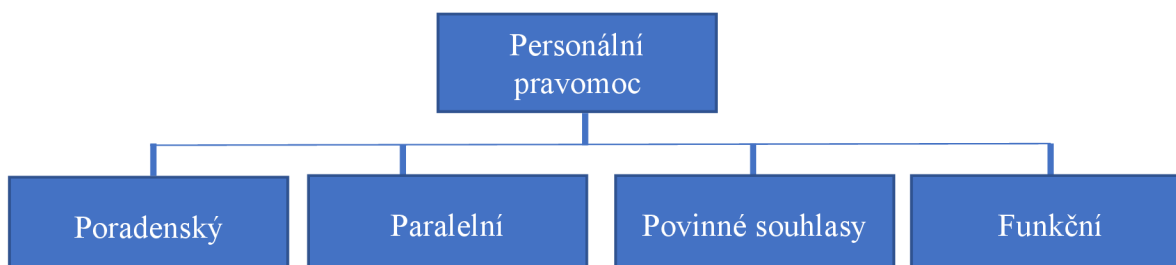 Personální
pravomoc
Poradenský
Paralelní
Povinné souhlasy
Funkční